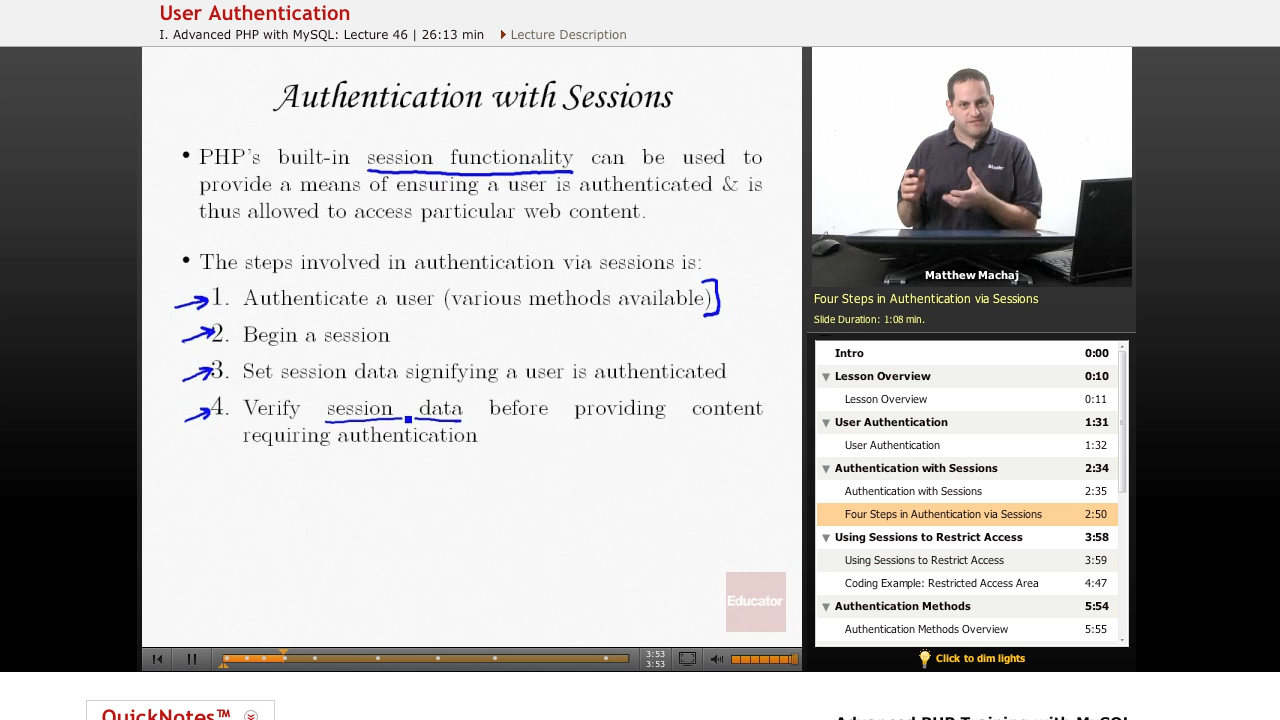 User Authentication
I. Advanced PHP with MySQL: Lecture 46 | 26:13 min Lecture Description
Authentication with Sessions
• PHP's built-in session functionality can be used to
provide a means of ensuring a user is authenticated & is
thus allowed to access particular web content.
• The steps involved in authentication via sessions is:
1. Authenticate a user (various methods available)
2. Begin a session
3. Set session data signifying a user is authenticated
4. Verify session data before providing content
requiring authentication
Educator
3:53
3:53
Matthew Machaj
Four Steps in Authentication via Sessions
Slide Duration: 1:08 min.
Intro 0:00
Lesson Overview 0:10
Lesson Overview 0:11
User Authentication 1:31
User Authentication 1:32
Authentication with Sessions 2:34
Authentication with Sessions 2:35
Four Steps in Authentication via Sessions 2:50
Using Sessions to Restrict Access 3:58
Using Sessions to Restrict Access 3:59
Coding Example: Restricted Access Area 4:47
Authentication Methods 5:54
Authentication Methods Overview 5:55
Click to dim lights
QuickNotes™
Advanced PHP Training with MySQL